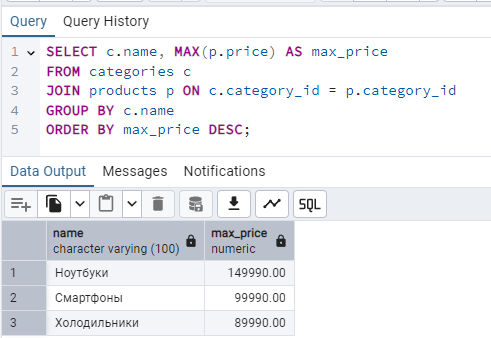 Query Query History
1 SELECT c.name, MAX(p.price) AS max_price
2 FROM categories c
3 JOIN products p ON c.category_id = p.category_id
4 GROUP BY c.name
5 ORDER BY max_price DESC;
Data Output Messages Notifications
SQL
name max_price
character varying (100) numeric
1 Ноутбуки 149990.00
2 Смартфоны 99990.00
3 Холодильники 89990.00